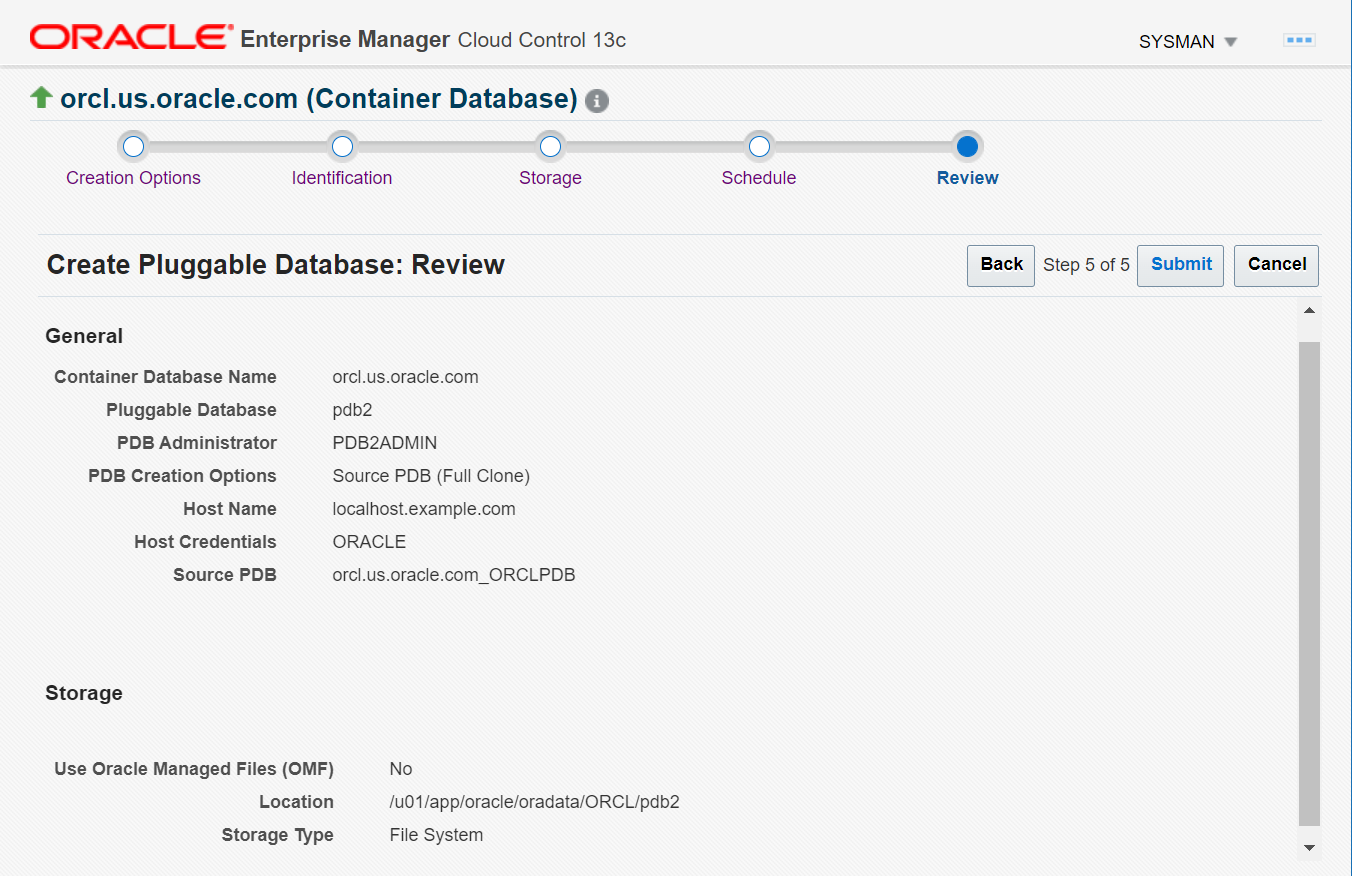 ORACLE® Enterprise Manager Cloud Control 13c SYSMAN
orcl.us.oracle.com (Container Database) i
Creation Options Identification Storage Schedule Review
Create Pluggable Database: Review Back Step 5 of 5 Submit Cancel
General
Container Database Name orcl.us.oracle.com
Pluggable Database pdb2
PDB Administrator PDB2ADMIN
PDB Creation Options Source PDB (Full Clone)
Host Name localhost.example.com
Host Credentials ORACLE
Source PDB orcl.us.oracle.com_ORCLPDB
Storage
Use Oracle Managed Files (OMF) No
Location /u01/app/oracle/oradata/ORCL/pdb2
Storage Type File System